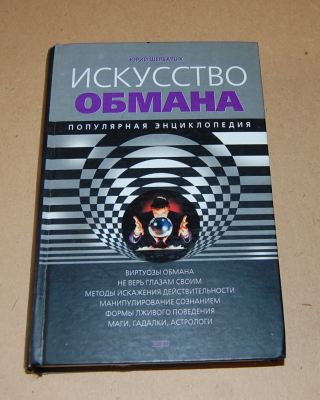 ЮРИЙ ЩЕРБАТЫХ
ИСКУССТВО
ОБМАНА
ПОПУЛЯРНАЯ ЭНЦИКЛОПЕДИЯ
ВИРТУОЗЫ ОБМАНА
НЕ ВЕРЬ ГЛАЗАМ СВОИМ
МЕТОДЫ ИСКАЖЕНИЯ ДЕЙСТВИТЕЛЬНОСТИ
МАНИПУЛИРОВАНИЕ СОЗНАНИЕМ
ФОРМЫ ЛЖИВОГО ПОВЕДЕНИЯ
МАГИ, ГАДАЛКИ, АСТРОЛОГИ